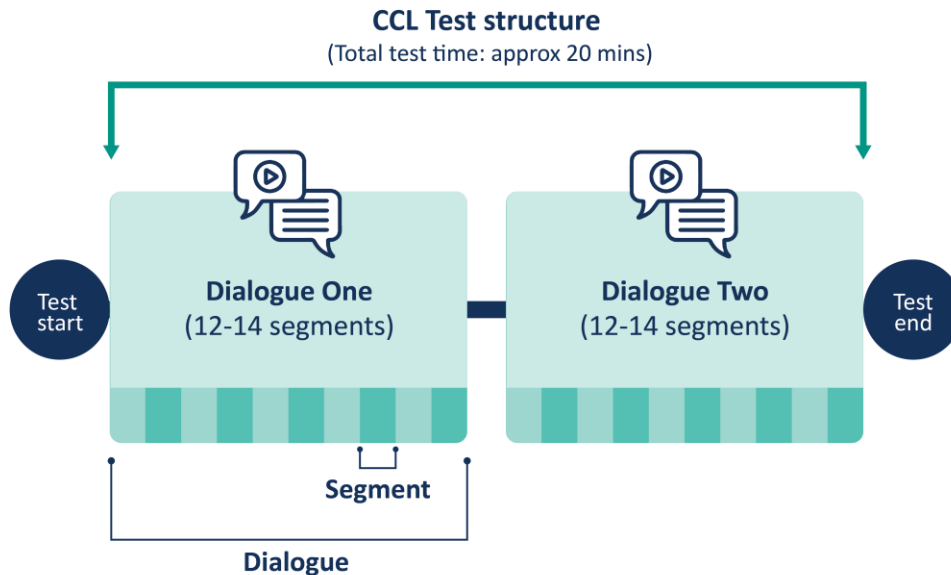 CCL Test structure
(Total test time: approx 20 mins)
Test
start
Dialogue One
(12-14 segments)
Dialogue Two
(12-14 segments)
Test
end
Segment
Dialogue